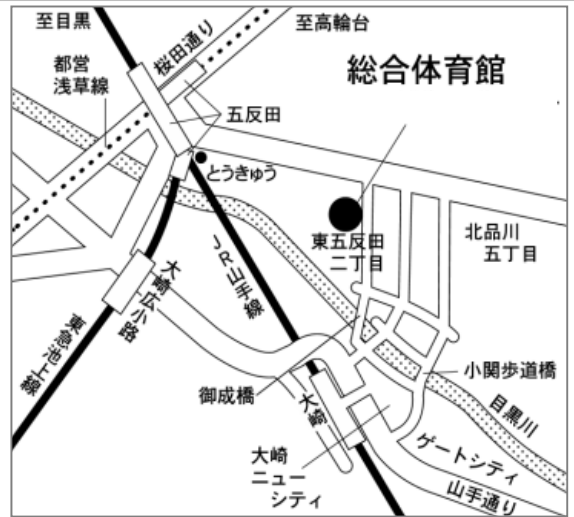 至目黒
桜田通り
至高輪台
都営
浅草線
総合体育館
五反田
とうきゅう
東五反田
二丁目
北品川
五丁目
JR山手線
大崎広小路
東急池上線
御成橋
大崎
小関歩道橋
目黒川
大崎
ニュー
シティ
ゲートシティ
山手通り